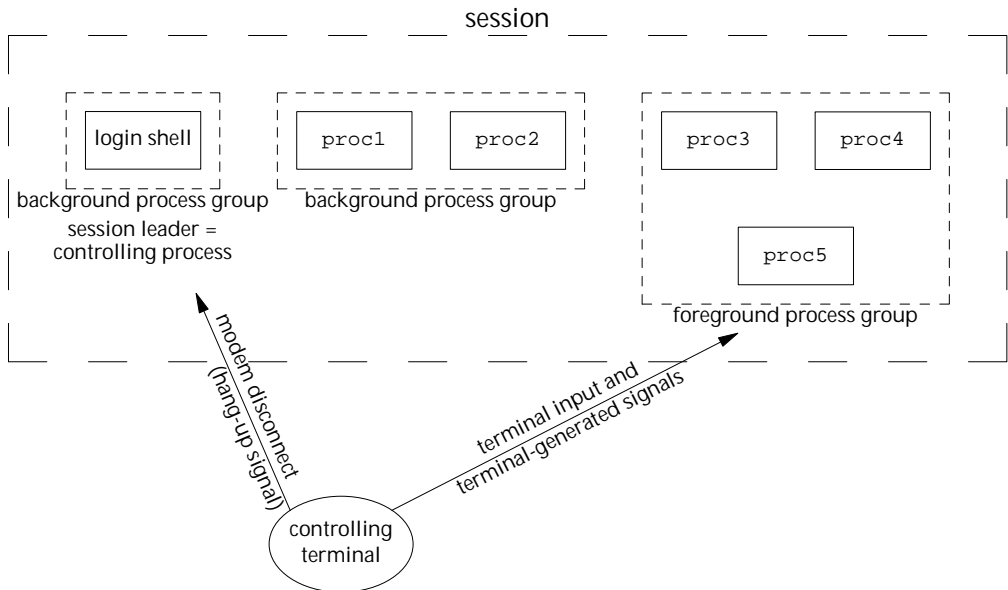 session
login shell
proc1
proc2
proc3
proc4
proc5
background process group
session leader =
controlling process
background process group
foreground process group
modem disconnect
(hang-up signal)
terminal input and
terminal-generated signals
controlling
terminal